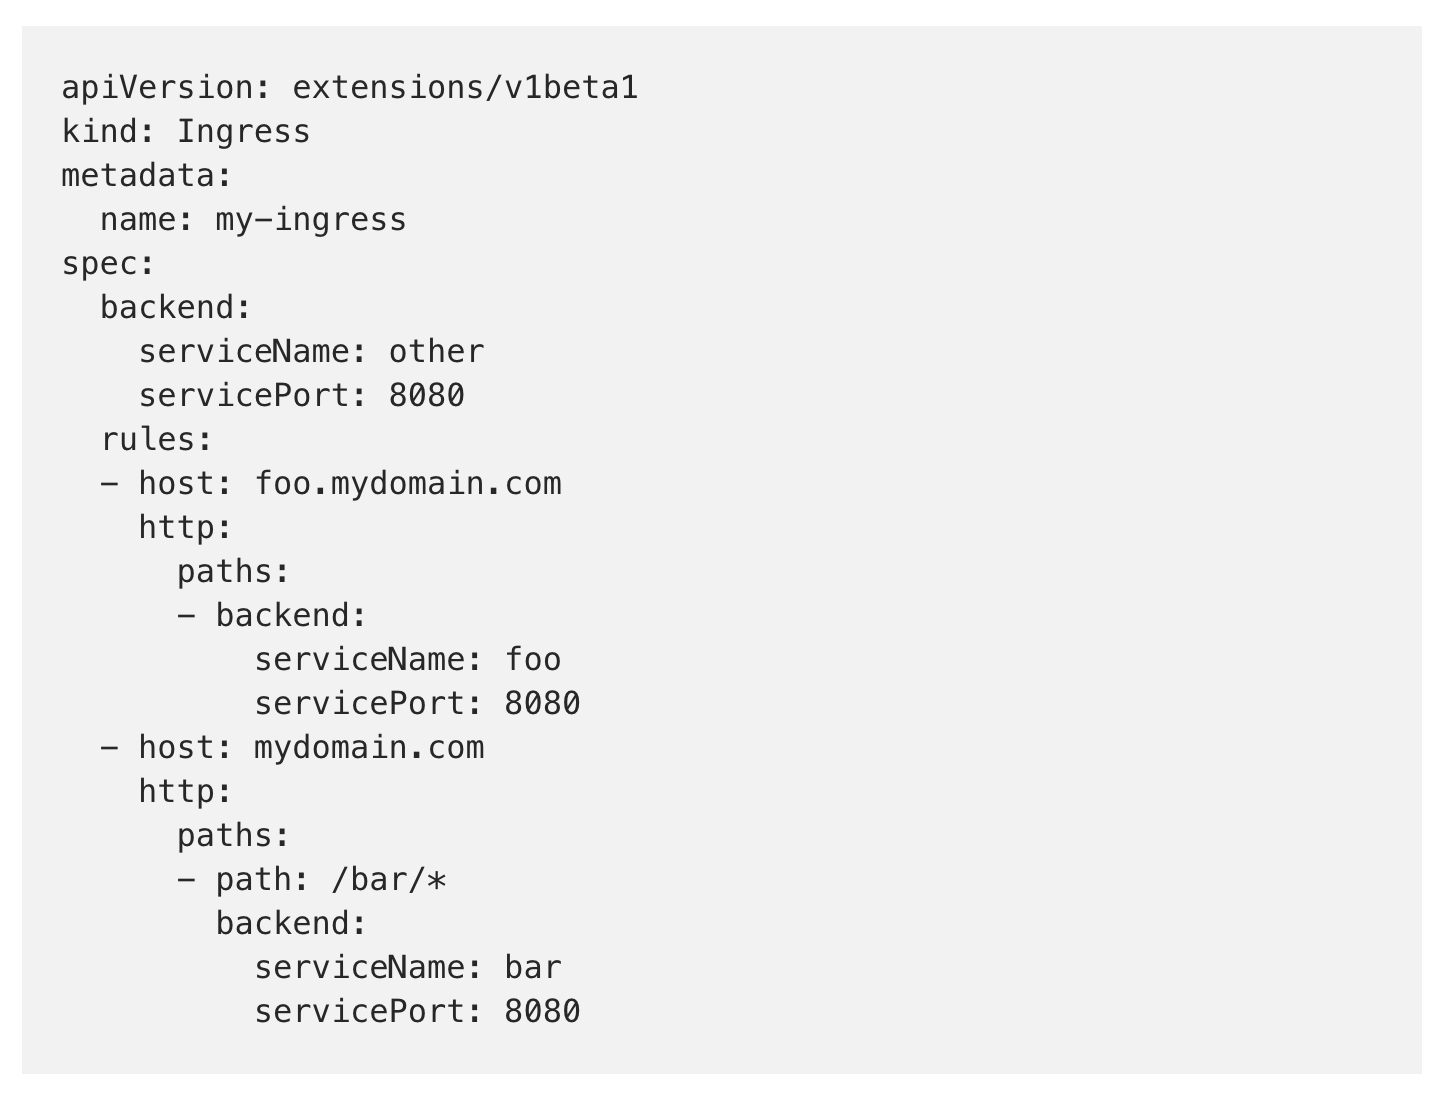 apiVersion: extensions/v1beta1
kind: Ingress
metadata:
  name: my-ingress
spec:
  backend:
    serviceName: other
    servicePort: 8080
  rules:
  - host: foo.mydomain.com
    http:
      paths:
      - backend:
          serviceName: foo
          servicePort: 8080
  - host: mydomain.com
    http:
      paths:
      - path: /bar/*
        backend:
          serviceName: bar
          servicePort: 8080